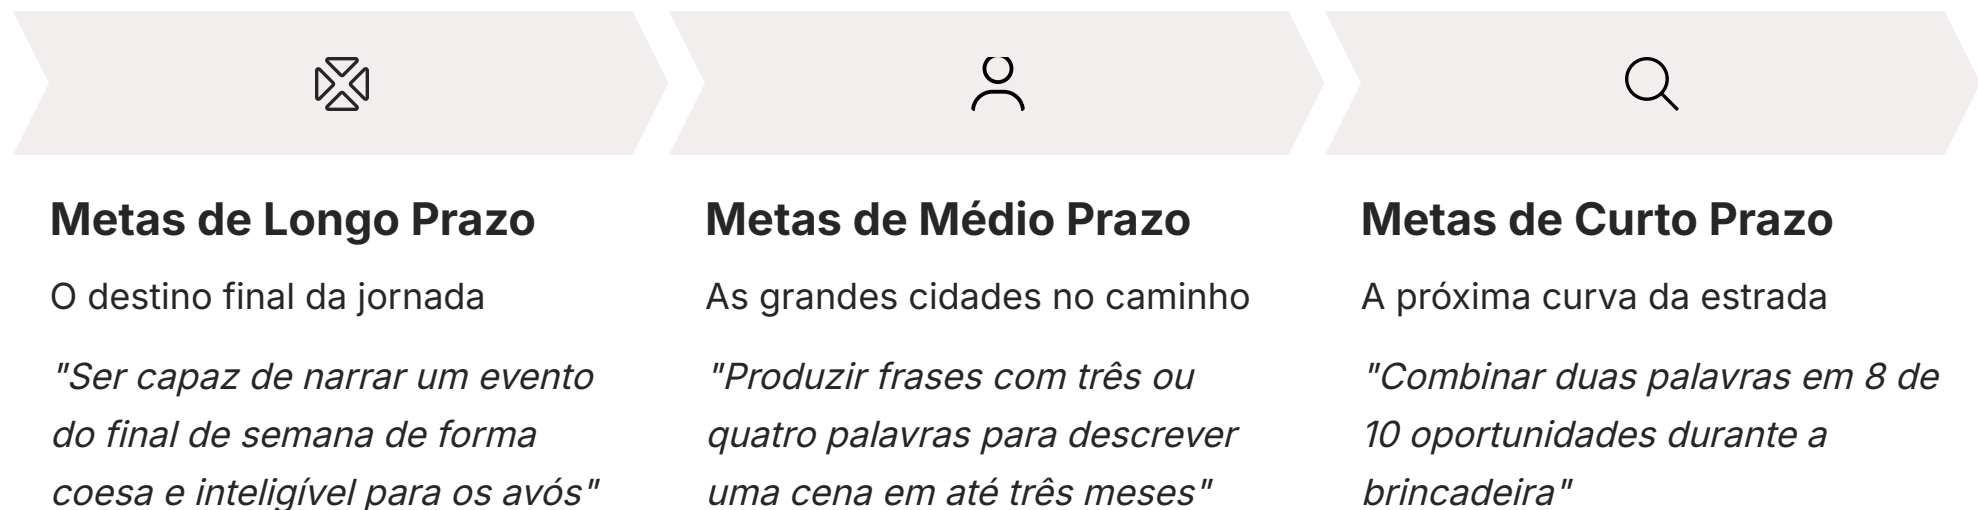 Metas de Longo Prazo
O destino final da jornada
"Ser capaz de narrar um evento
do final de semana de forma
coesa e inteligível para os avós"
Metas de Médio Prazo
As grandes cidades no caminho
"Produzir frases com três ou
quatro palavras para descrever
uma cena em até três meses"
Metas de Curto Prazo
A próxima curva da estrada
"Combinar duas palavras em 8 de
10 oportunidades durante a
brincadeira"